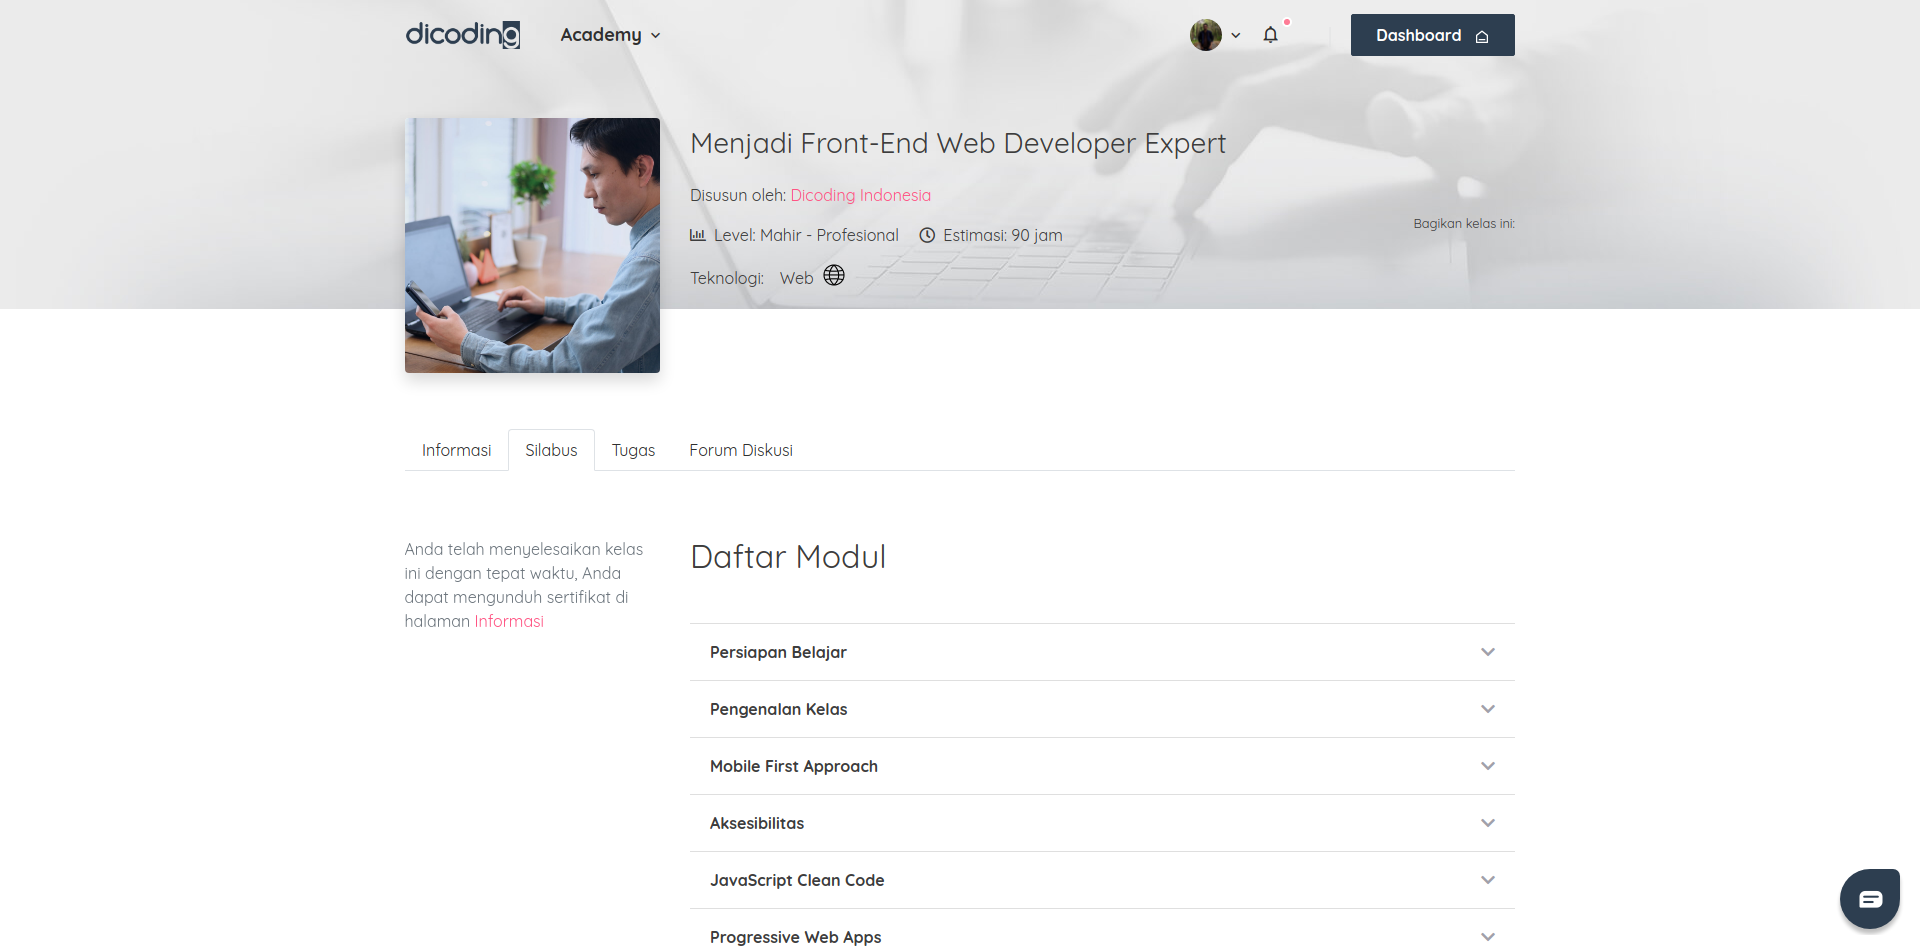 dicoding
Academy
Dashboard
Menjadi Front-End Web Developer Expert
Disusun oleh: Dicoding Indonesia
Level: Mahir - Profesional Estimasi: 90 jam
Bagikan kelas ini:
Teknologi: Web
Informasi Silabus Tugas Forum Diskusi
Anda telah menyelesaikan kelas
ini dengan tepat waktu, Anda
dapat mengunduh sertifikat di
halaman Informasi
Daftar Modul
Persiapan Belajar
Pengenalan Kelas
Mobile First Approach
Aksesibilitas
JavaScript Clean Code
Progressive Web Apps